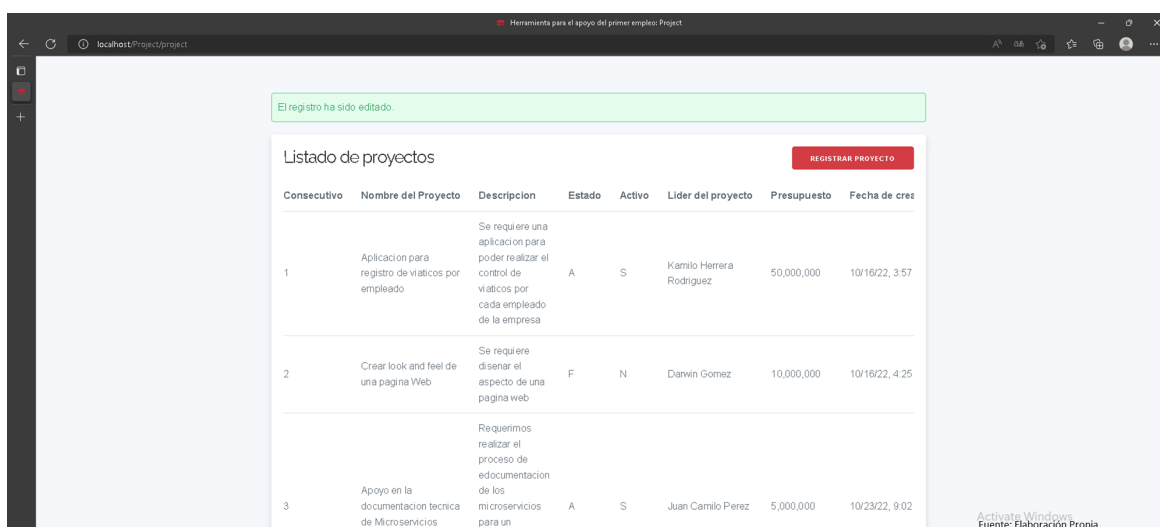 Herramienta para el apoyo del primer empleo: Project
localhost/Project/project
El registro ha sido editado.
Listado de proyectos
REGISTRAR PROYECTO
Consecutivo Nombre del Proyecto Descripcion Estado Activo Lider del proyecto Presupuesto Fecha de crea
Se requiere una
aplicacion para
Aplicacion para poder realizar el
registro de viaticos por control de
1 A S Kamilo Herrera 50,000,000 10/16/22, 3:57
empleado viaticos por Rodriguez
cada empleado
de la empresa
Se requiere
Crear look and feel de disenar el
2 F N Darwin Gomez 10,000,000 10/16/22, 4:25
una pagina Web aspecto de una
pagina web
Requerimos
realizar el
proceso de
edocumentacion
Apoyo en la de los
3 documentacion tecnica microservicios A S Juan Camilo Perez 5,000,000 10/23/22, 9:02
de Microservicios para un
Activate Windows
Fuente: Elaboración Propia